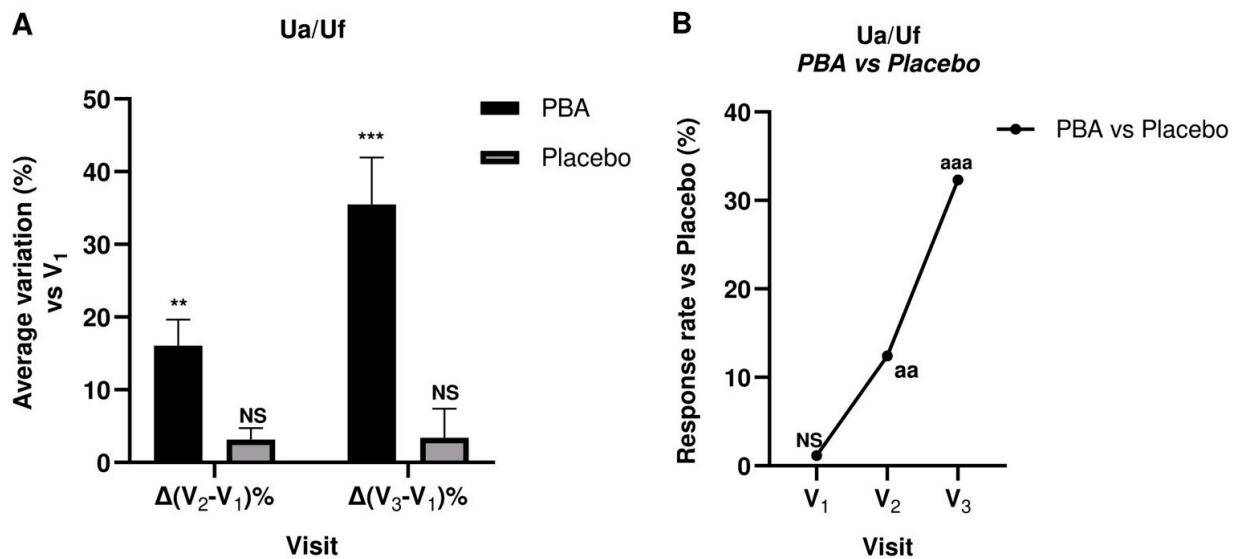 A
Ua/Uf
Average variation (%)
vs V₁
50
40
30
20
10
0
**
NS
***
NS
PBA
Placebo
Δ(V₂-V₁)%
Δ(V₃-V₁)%
Visit
B
Ua/Uf
PBA vs Placebo
Response rate vs Placebo (%)
40
30
20
10
0
NS
aa
aaa
PBA vs Placebo
V₁
V₂
V₃
Visit